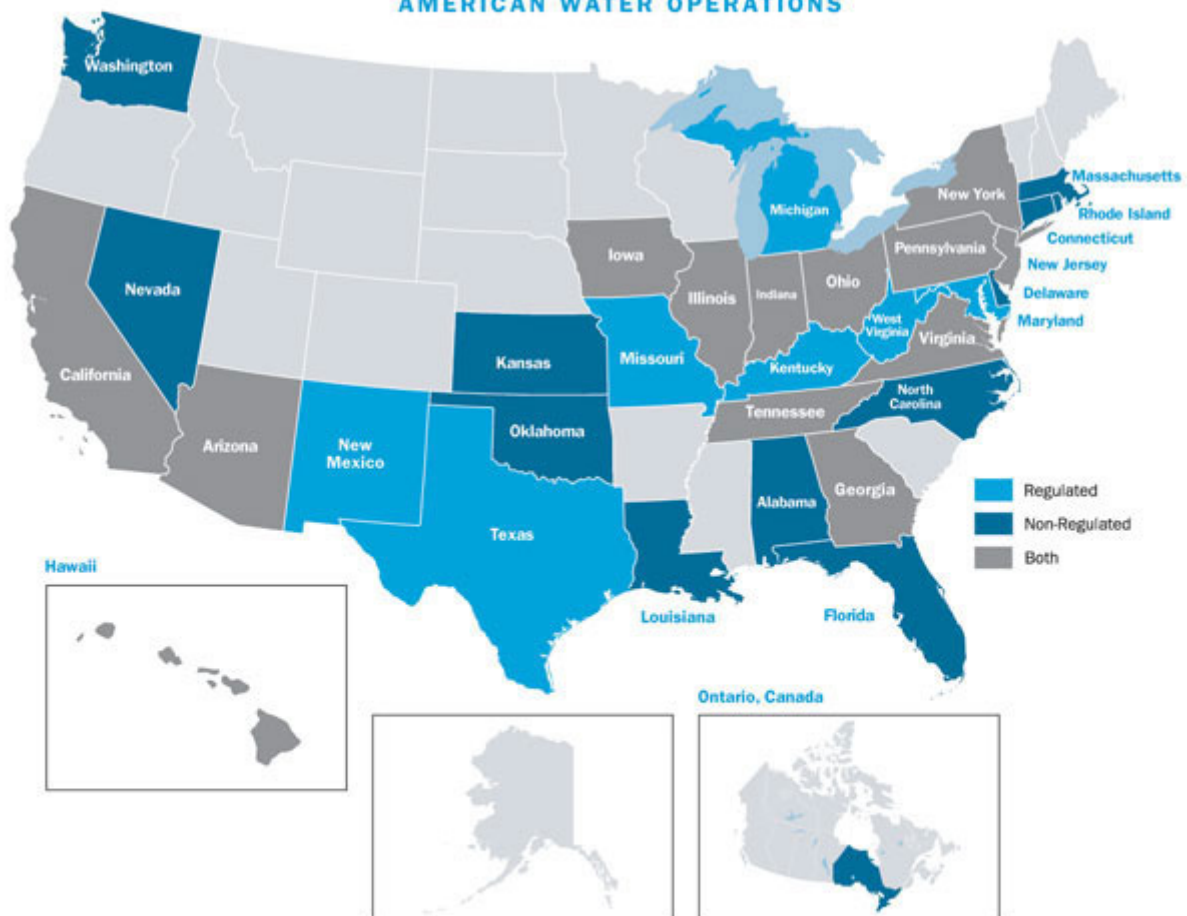 AMERICAN WATER OPERATIONS
Washington
Massachusetts
New York
Michigan
Rhode Island
Connecticut
Pennsylvania
Iowa
New Jersey
Ohio
Nevada
Illinois
Indiana
Delaware
West
Virginia
Maryland
Virginia
Missouri
Kansas
Kentucky
California
North
Carolina
Tennessee
Oklahoma
Arizona
New
Mexico
Georgia
Regulated
Alabama
Non-Regulated
Texas
Both
Hawaii
Louisiana
Florida
Ontario, Canada